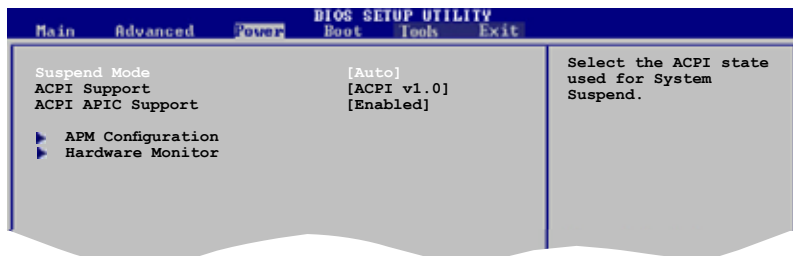 BIOS SETUP UTILITY
Main Advanced Power Boot Tools Exit
Suspend Mode [Auto]
ACPI Support [ACPI v1.0]
ACPI APIC Support [Enabled]
APM Configuration
Hardware Monitor
Select the ACPI state
used for System
Suspend.